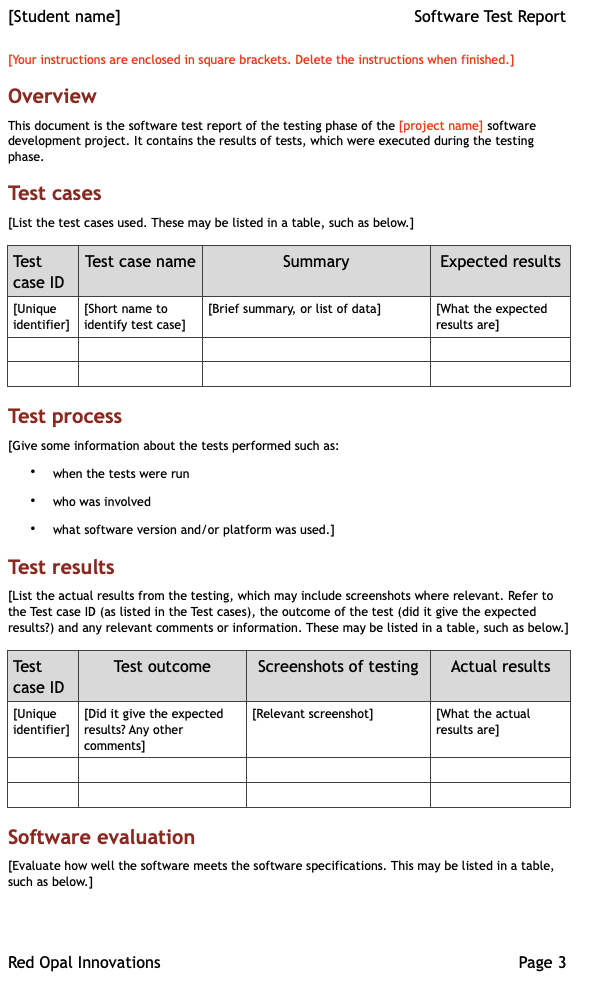 [Student name] Software Test Report
[Your instructions are enclosed in square brackets. Delete the instructions when finished.]
Overview
This document is the software test report of the testing phase of the [project name] software
development project. It contains the results of tests, which were executed during the testing
phase.
Test cases
[List the test cases used. These may be listed in a table, such as below.]
Test case ID Test case name Summary Expected results
[Unique identifier] [Short name to identify test case] [Brief summary, or list of data] [What the expected results are]
Test process
[Give some information about the tests performed such as:
• when the tests were run
• who was involved
• what software version and/or platform was used.]
Test results
[List the actual results from the testing, which may include screenshots where relevant. Refer to
the Test case ID (as listed in the Test cases), the outcome of the test (did it give the expected
results?) and any relevant comments or information. These may be listed in a table, such as below.]
Test case ID Test outcome Screenshots of testing Actual results
[Unique identifier] [Did it give the expected results? Any other comments] [Relevant screenshot] [What the actual results are]
Software evaluation
[Evaluate how well the software meets the software specifications. This may be listed in a table,
such as below.]
Red Opal Innovations Page 3